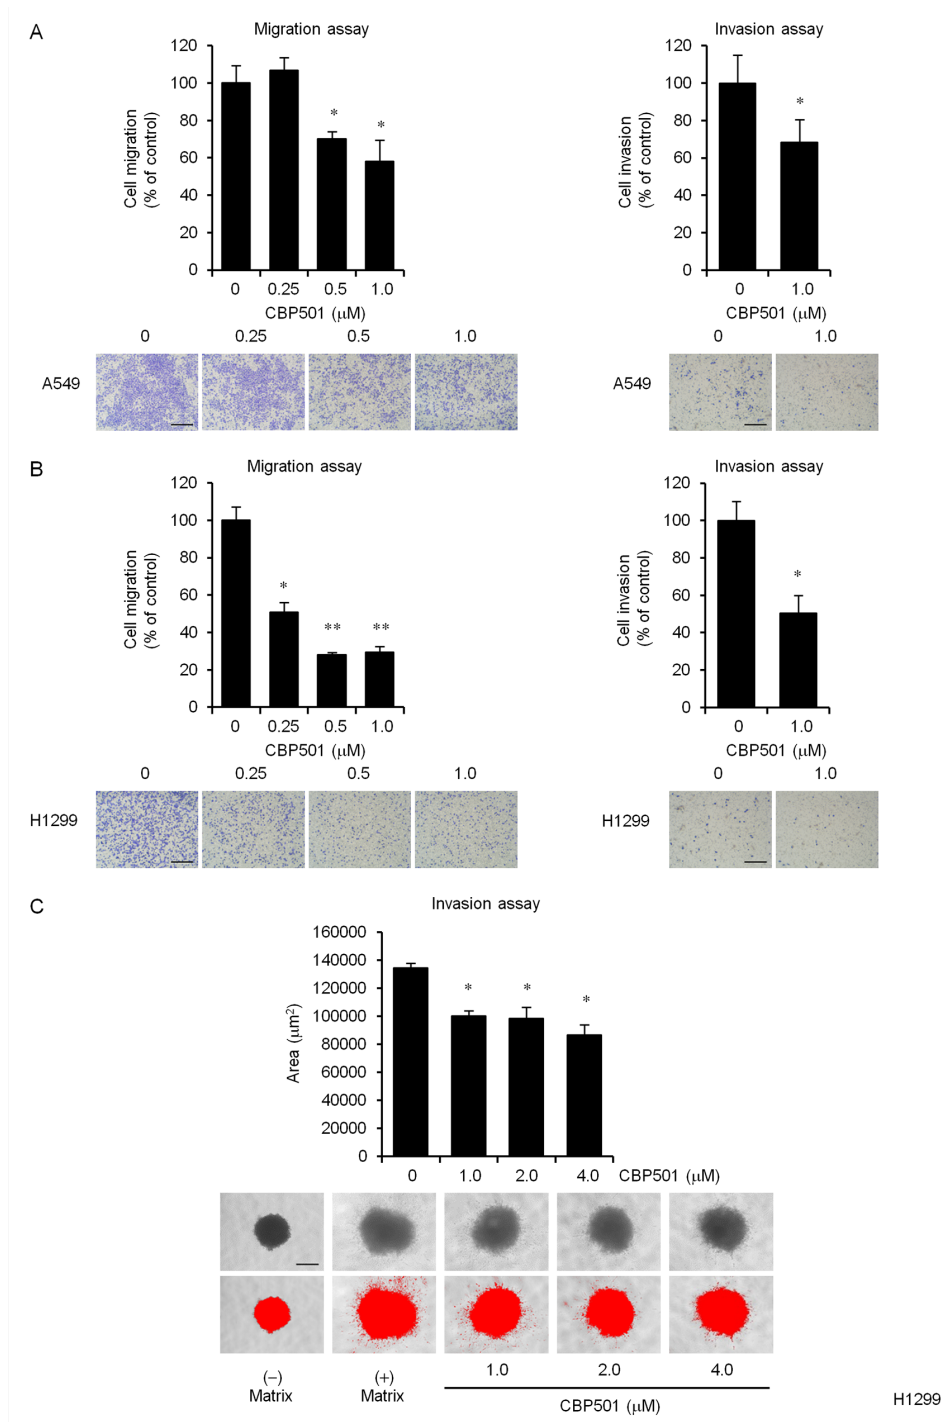 A
Migration assay
Invasion assay
120
100
80
60
40
20
0
Cell migration
(% of control)
*
*
0 0.25 0.5 1.0
CBP501 (μM)
120
100
80
60
40
20
0
Cell invasion
(% of control)
*
0 1.0
CBP501 (μM)
0 0.25 0.5 1.0
A549
0 1.0
A549
B
Migration assay
Invasion assay
120
100
80
60
40
20
0
Cell migration
(% of control)
*
**
**
0 0.25 0.5 1.0
CBP501 (μM)
120
100
80
60
40
20
0
Cell invasion
(% of control)
*
0 1.0
CBP501 (μM)
0 0.25 0.5 1.0
H1299
0 1.0
H1299
C
Invasion assay
160000
140000
120000
100000
80000
60000
40000
20000
0
Area (μm²)
*
*
*
0 1.0 2.0 4.0 CBP501 (μM)
(−)
Matrix
(+)
Matrix
1.0 2.0 4.0
CBP501 (μM)
H1299